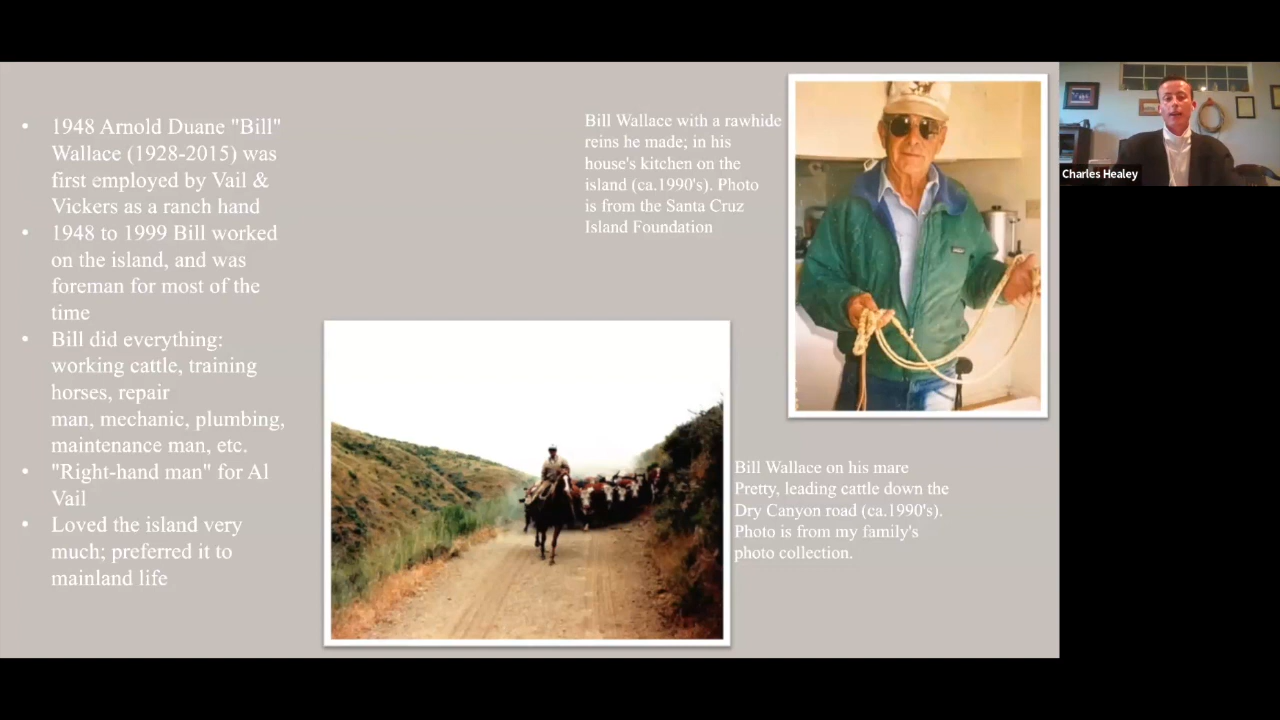 • 1948 Arnold Duane "Bill"
Wallace (1928-2015) was
first employed by Vail &
Vickers as a ranch hand
• 1948 to 1999 Bill worked
on the island, and was
foreman for most of the
time
• Bill did everything:
working cattle, training
horses, repair
man, mechanic, plumbing,
maintenance man, etc.
• "Right-hand man" for Al
Vail
• Loved the island very
much; preferred it to
mainland life
Bill Wallace with a rawhide
reins he made; in his
house's kitchen on the
island (ca.1990's). Photo
is from the Santa Cruz
Island Foundation
Bill Wallace on his mare
Pretty, leading cattle down the
Dry Canyon road (ca.1990's).
Photo is from my family's
photo collection.
Charles Healey